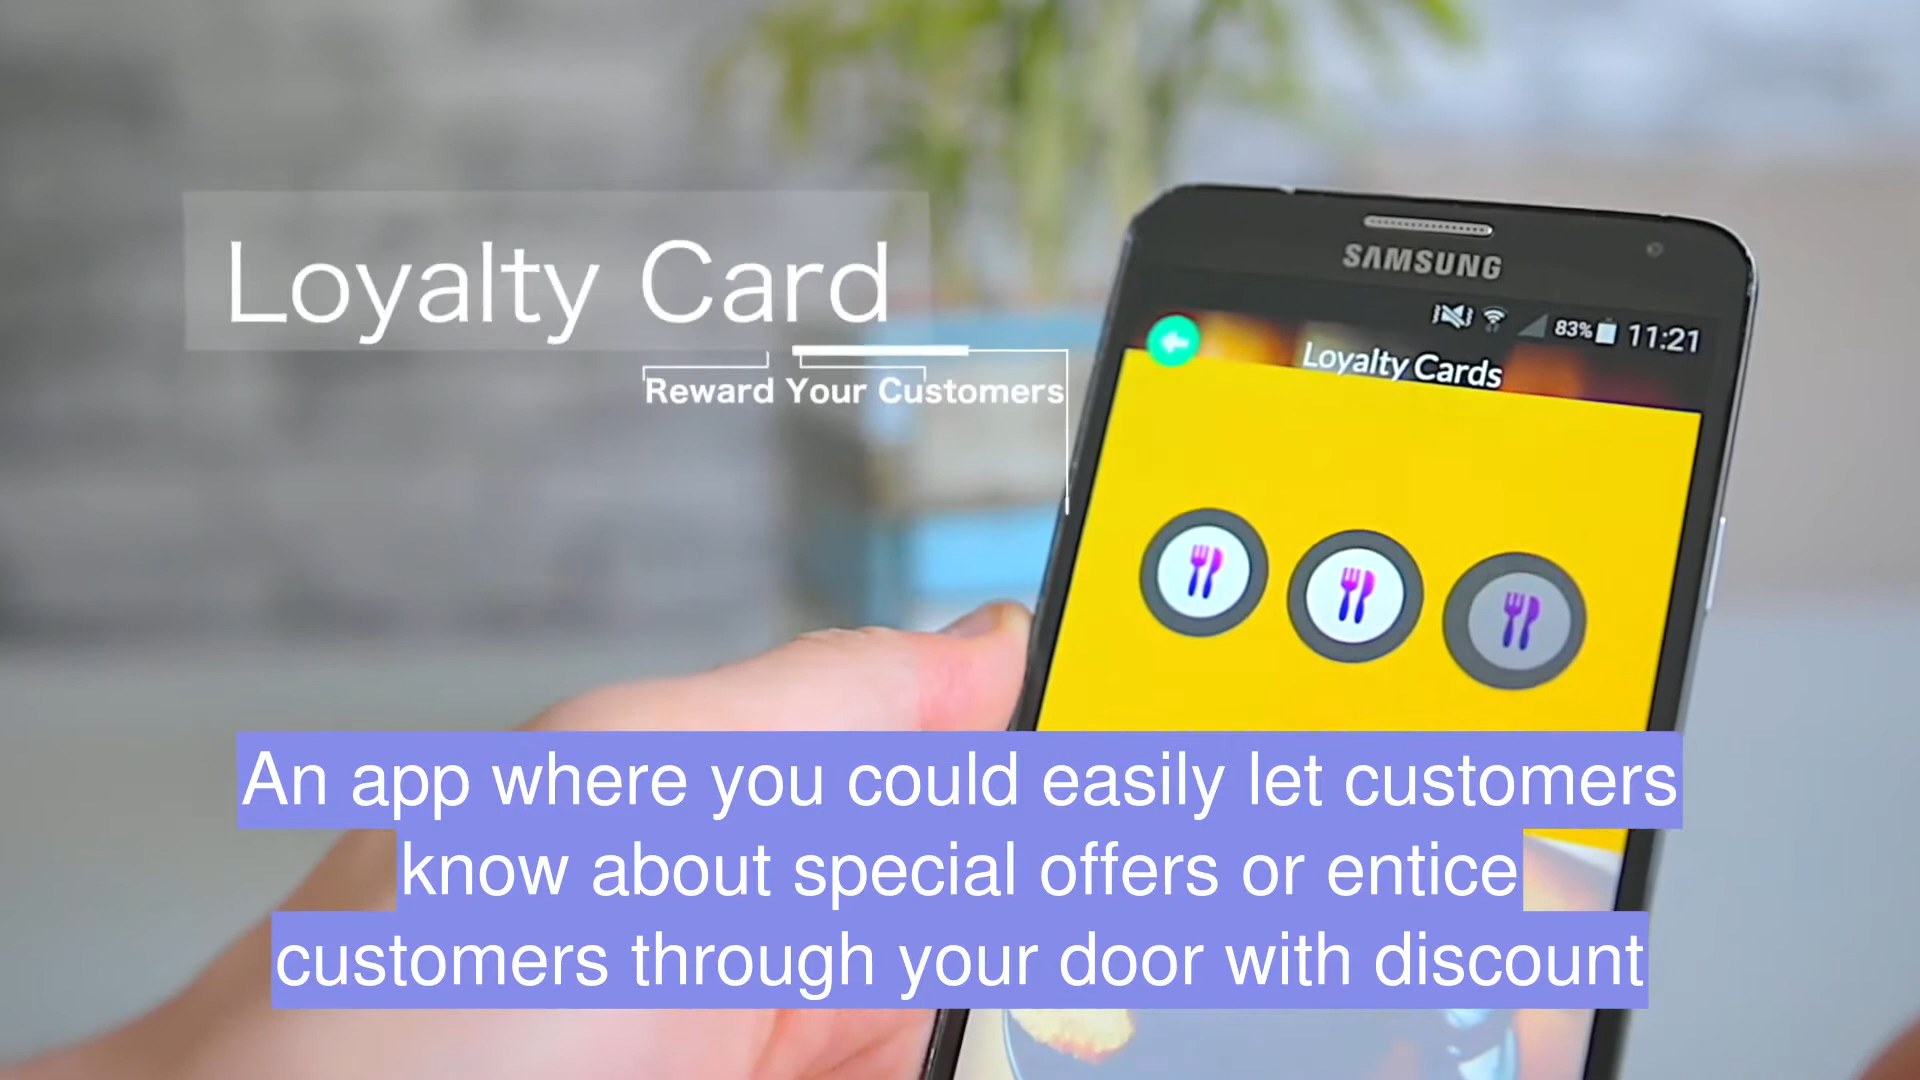 Loyalty Card
Reward Your Customers
SAMSUNG
83% 11:21
Loyalty Cards
An app where you could easily let customers
know about special offers or entice
customers through your door with discount